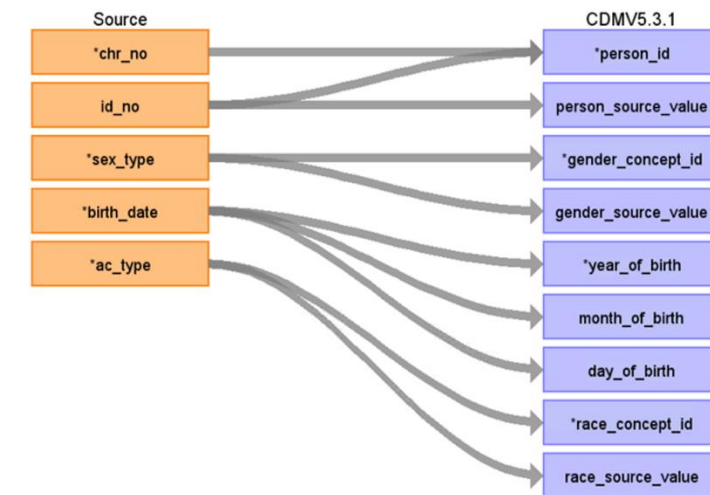 Source
CDMV5.3.1
*chr_no
*person_id
id_no
person_source_value
*sex_type
*gender_concept_id
*birth_date
gender_source_value
*ac_type
*year_of_birth
month_of_birth
day_of_birth
*race_concept_id
race_source_value